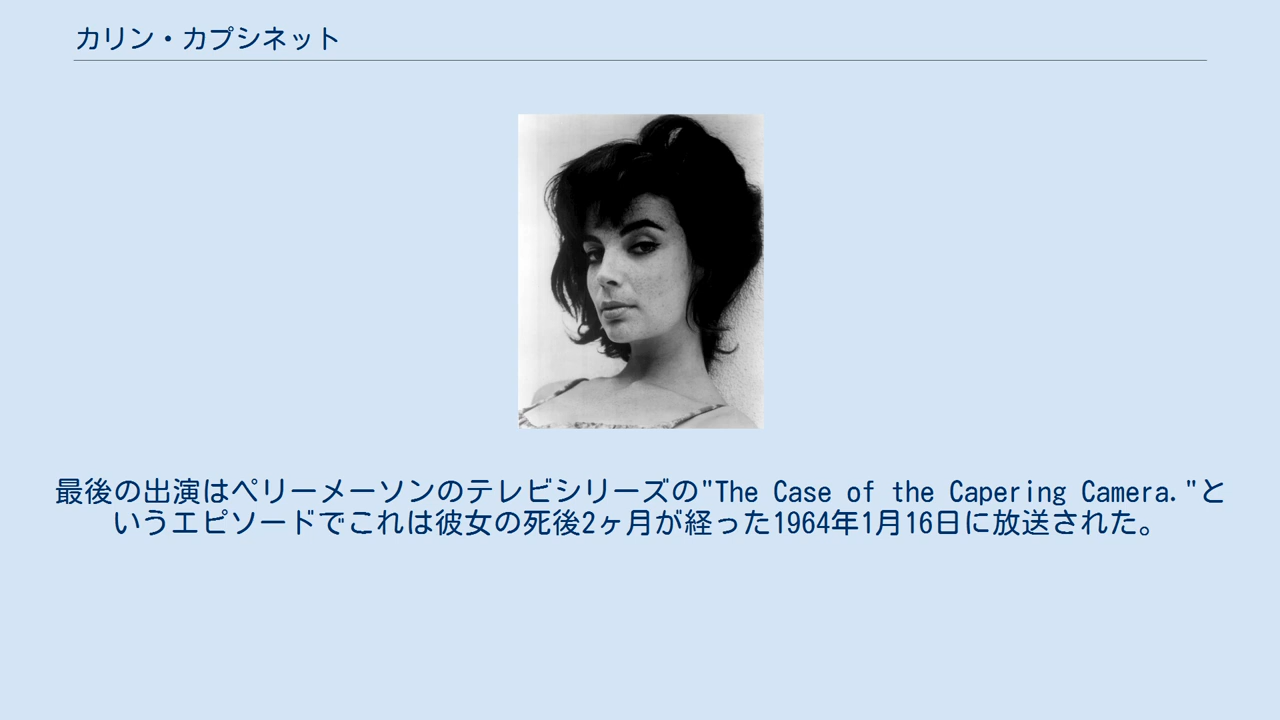 カリン・カプシネット
最後の出演はペリーメーソンのテレビシリーズの"The Case of the Capering Camera."と
いうエピソードでこれは彼女の死後2ヶ月が経った1964年1月16日に放送された。